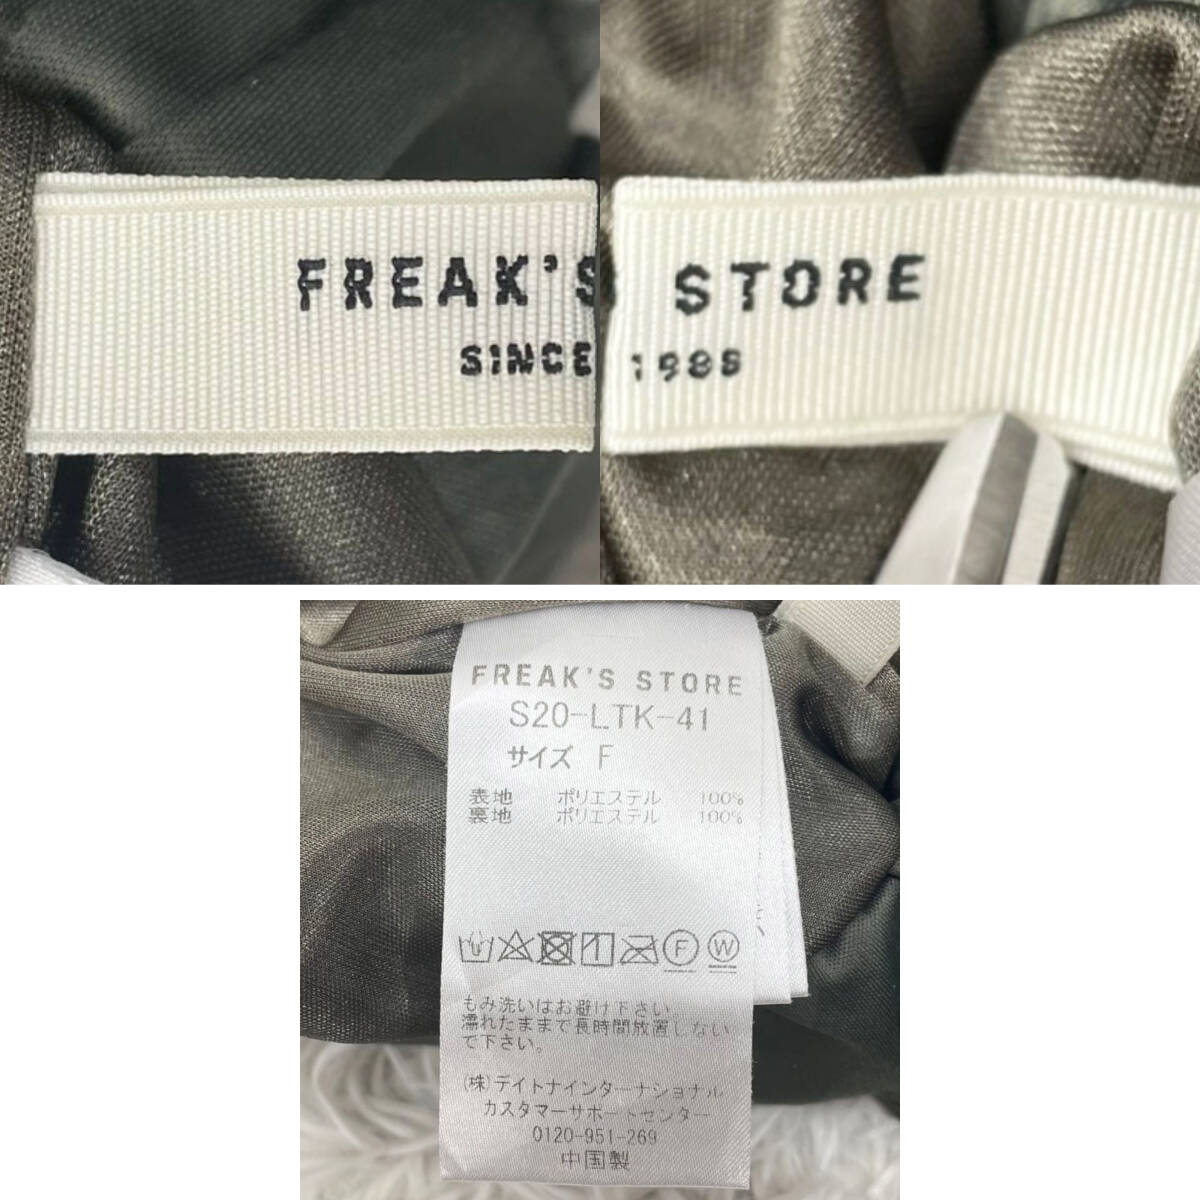 FREAK'S
SINCE
STORE
1986
FREAK'S STORE
S20-LTK-41
サイズ F
表地 ポリエステル 100%
裏地 ポリエステル 100%
F W
もみ洗いはお避け下さい。
濡れたままで長時間放置しない
で下さい。
(株)デイトナインターナショナル
カスタマーサポートセンター
0120-951-269
中国製